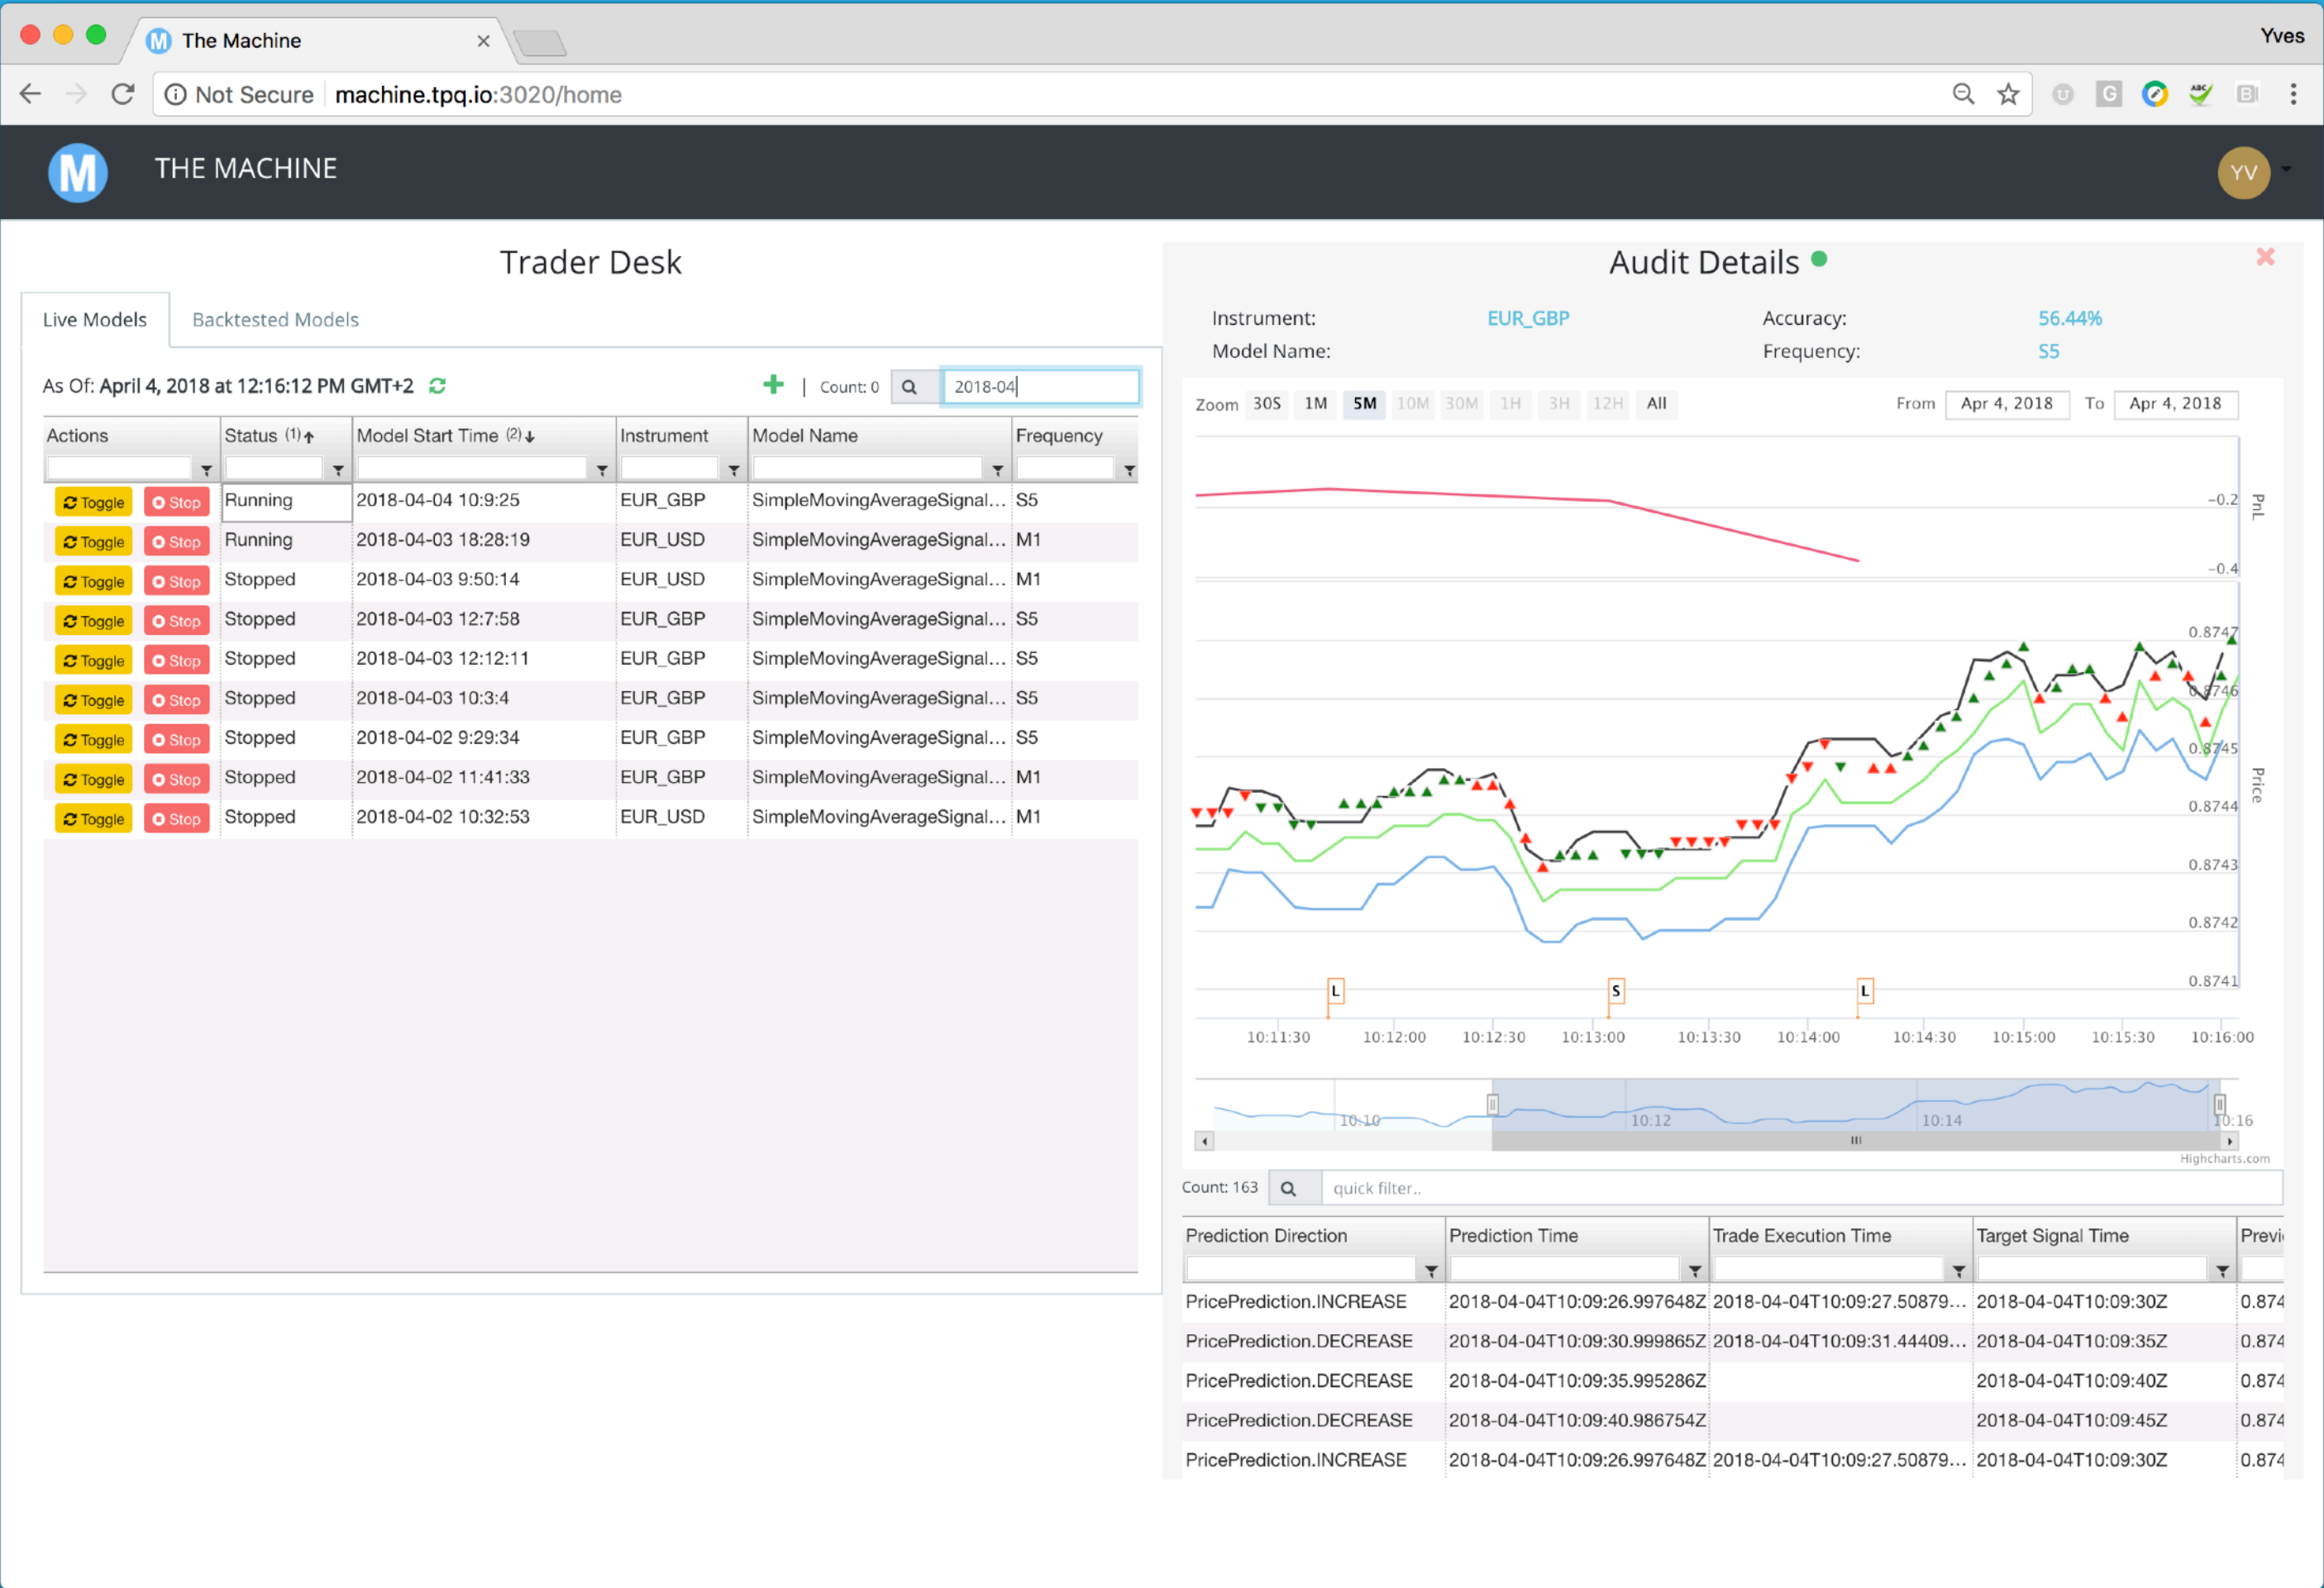 The Machine
Yves
Not Secure machine.tpq.io:3020/home
M THE MACHINE
YV
Trader Desk
Live Models Backtested Models
As Of: April 4, 2018 at 12:16:12 PM GMT+2 | Count: 0 2018-04
Actions Status (1) Model Start Time (2) Instrument Model Name Frequency
Toggle Stop Running 2018-04-04 10:9:25 EUR_GBP SimpleMovingAverageSignal... S5
Toggle Stop Running 2018-04-03 18:28:19 EUR_USD SimpleMovingAverageSignal... M1
Toggle Stop Stopped 2018-04-03 9:50:14 EUR_USD SimpleMovingAverageSignal... M1
Toggle Stop Stopped 2018-04-03 12:7:58 EUR_GBP SimpleMovingAverageSignal... S5
Toggle Stop Stopped 2018-04-03 12:12:11 EUR_GBP SimpleMovingAverageSignal... S5
Toggle Stop Stopped 2018-04-03 10:3:4 EUR_GBP SimpleMovingAverageSignal... S5
Toggle Stop Stopped 2018-04-02 9:29:34 EUR_GBP SimpleMovingAverageSignal... S5
Toggle Stop Stopped 2018-04-02 11:41:33 EUR_GBP SimpleMovingAverageSignal... M1
Toggle Stop Stopped 2018-04-02 10:32:53 EUR_USD SimpleMovingAverageSignal... M1
Audit Details
Instrument: EUR_GBP Accuracy: 56.44%
Model Name: Frequency: S5
Zoom 30S 1M 5M 10M 30M 1H 3H 12H All From Apr 4, 2018 To Apr 4, 2018
-0.2
PnL
-0.4
0.8747
0.8746
0.8745
Price
0.8744
0.8743
0.8742
0.8741
L S L
10:11:30 10:12:00 10:12:30 10:13:00 10:13:30 10:14:00 10:14:30 10:15:00 10:15:30 10:16:00
10:10 10:12 10:14 10:16
Highcharts.com
Count: 163 quick filter..
Prediction Direction Prediction Time Trade Execution Time Target Signal Time Previ
PricePrediction.INCREASE 2018-04-04T10:09:26.997648Z 2018-04-04T10:09:27.50879... 2018-04-04T10:09:30Z 0.874
PricePrediction.DECREASE 2018-04-04T10:09:30.999865Z 2018-04-04T10:09:31.44409... 2018-04-04T10:09:35Z 0.874
PricePrediction.DECREASE 2018-04-04T10:09:35.995286Z 2018-04-04T10:09:40Z 0.874
PricePrediction.DECREASE 2018-04-04T10:09:40.986754Z 2018-04-04T10:09:45Z 0.874
PricePrediction.INCREASE 2018-04-04T10:09:26.997648Z 2018-04-04T10:09:27.50879... 2018-04-04T10:09:30Z 0.874